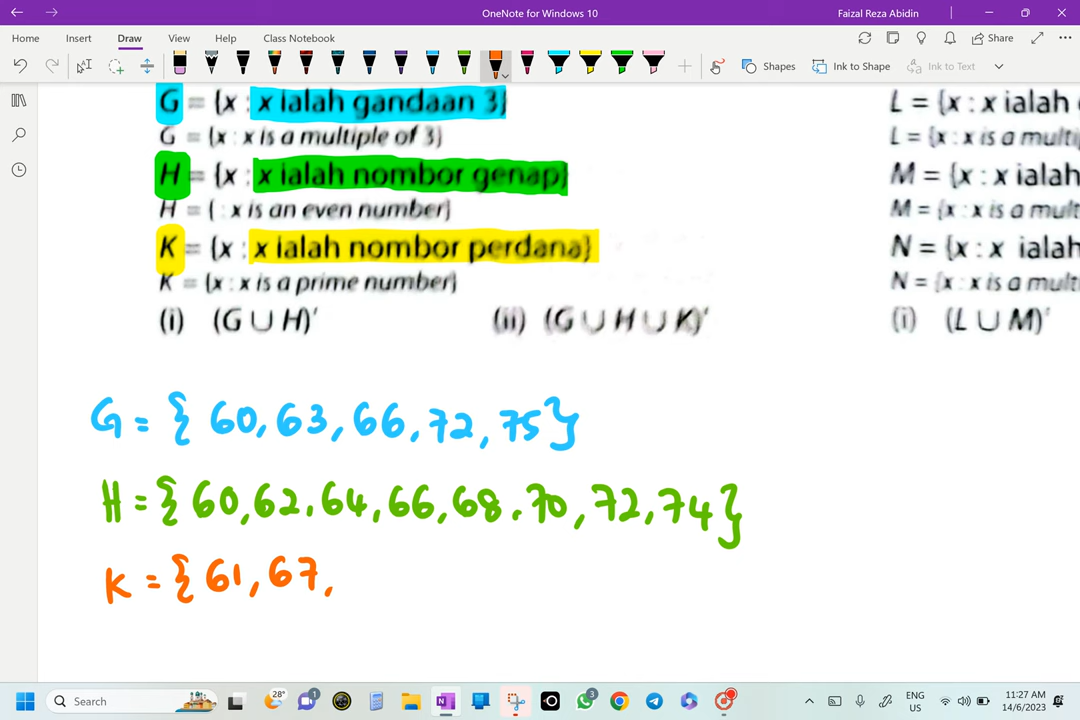 OneNote for Windows 10
Faizal Reza Abidin
Home Insert Draw View Help Class Notebook
Share
Shapes Ink to Shape Ink to Text
G = {x : x ialah gandaan 3}
G = {x : x is a multiple of 3}
H = {x : x ialah nombor genap}
H = { : x is an even number}
K = {x : x ialah nombor perdana}
K = {x : x is a prime number}
(i) (G ∪ H)′ (ii) (G ∪ H ∪ K)′
L = {x : x ialah
L = {x : x is a multi
M = {x : x ialah
M = {x : x is a mult
N = {x : x ialah
N = {x : x is a mult
(i) (L ∪ M)′
G = { 60, 63, 66, 72, 75}
H = { 60, 62, 64, 66, 68, 70, 72, 74}
K = { 61, 67,
Search
28°
1
3
ENG
US
11:27 AM
14/6/2023